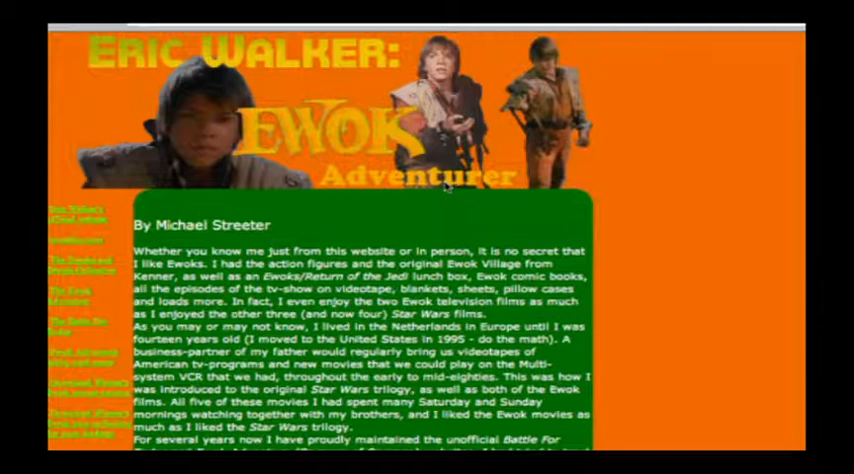 ERIC WALKER:
EWOK
Adventurer
By Michael Streeter
Whether you know me just from this website or in person, it is no secret that
I like Ewoks. I had the action figures and the original Ewok Village from
Kenner, as well as an Ewoks/Return of the Jedi lunch box, Ewok comic books,
all the episodes of the tv-show on videotape, blankets, sheets, pillow cases
and loads more. In fact, I even enjoy the two Ewok television films as much
as I enjoyed the other three (and now four) Star Wars films.
As you may or may not know, I lived in the Netherlands in Europe until I was
fourteen years old (I moved to the United States in 1995 - do the math). A
business-partner of my father would regularly bring us videotapes of
American tv-programs and new movies that we could play on the Multi-
system VCR that we had, throughout the early to mid-eighties. This was how I
was introduced to the original Star Wars trilogy, as well as both of the Ewok
films. All five of these movies I had spent many Saturday and Sunday
mornings watching together with my brothers, and I liked the Ewok movies as
much as I liked the Star Wars trilogy.
For several years now I have proudly maintained the unofficial Battle For